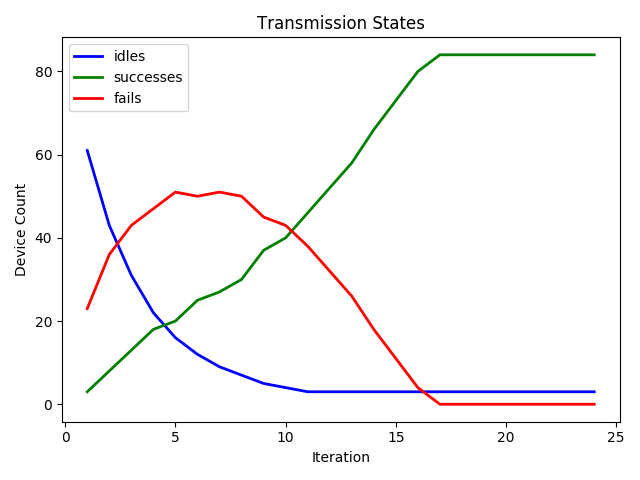 Transmission States
idles
successes
fails
Device Count
80
60
40
20
0
0 5 10 15 20 25
Iteration